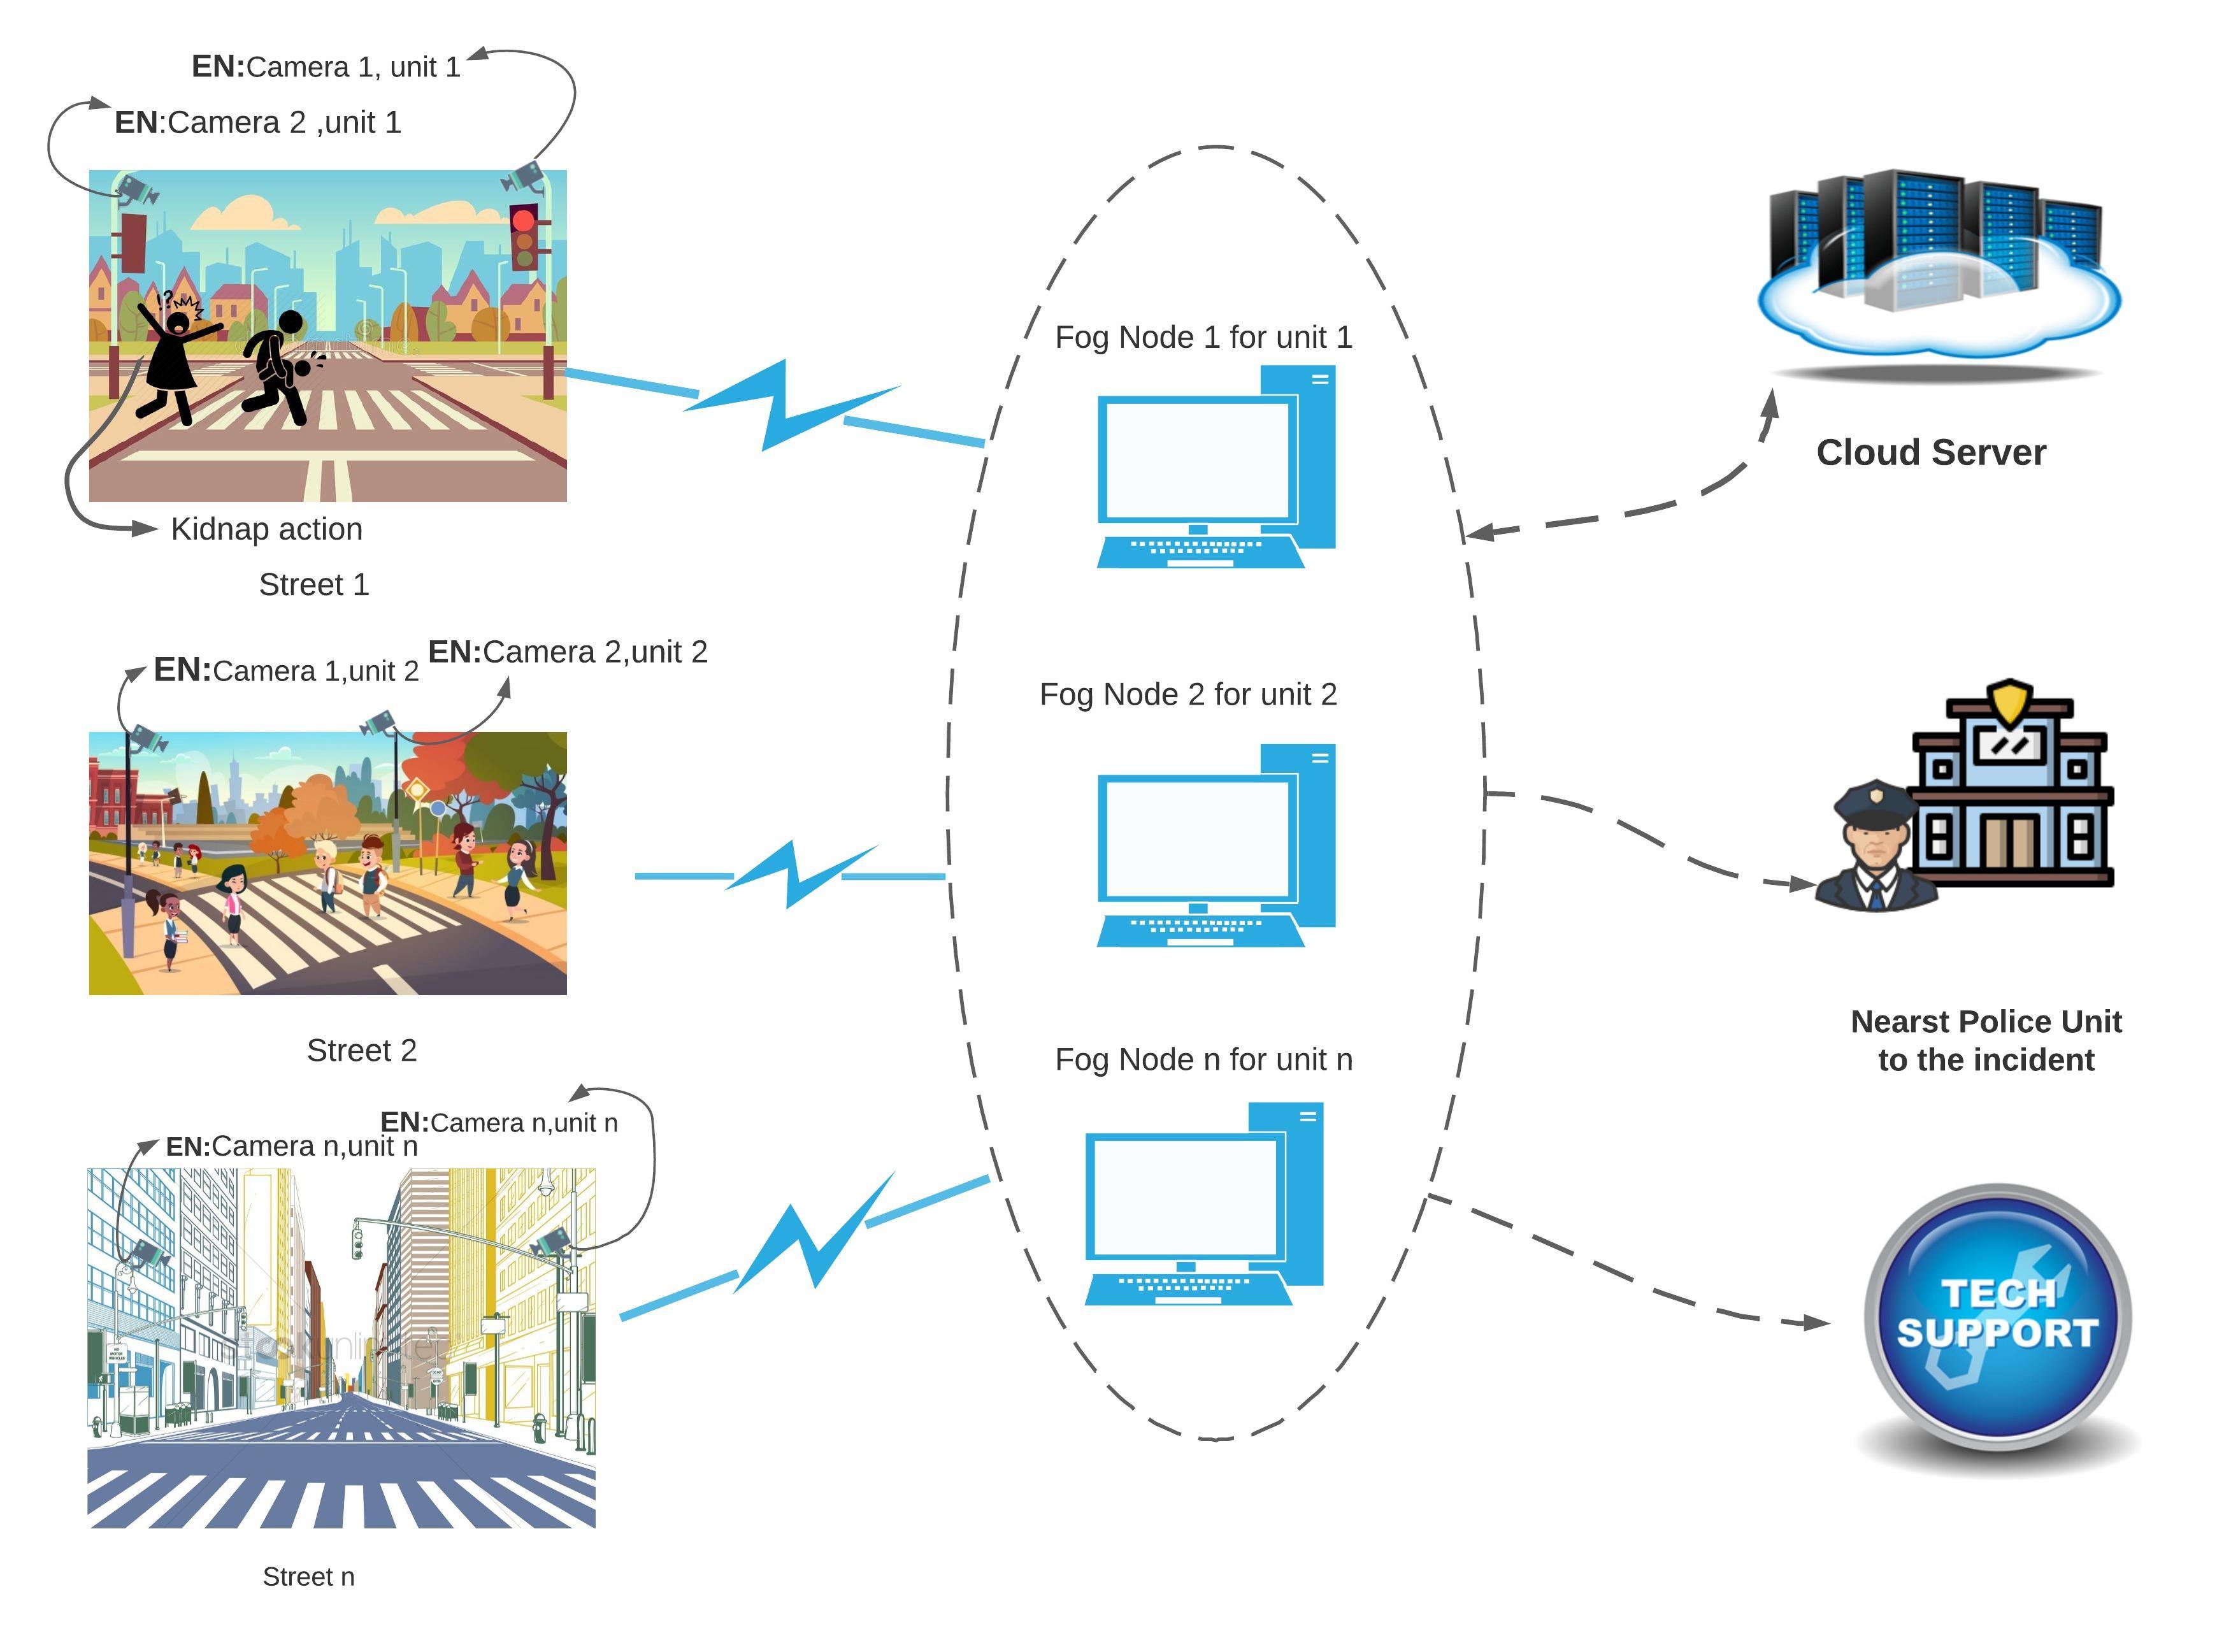 EN:Camera 1, unit 1
EN:Camera 2 ,unit 1
!?
Kidnap action
Street 1
EN:Camera 1,unit 2
EN:Camera 2,unit 2
Street 2
EN:Camera n,unit n
EN:Camera n,unit n
Street n
Fog Node 1 for unit 1
Fog Node 2 for unit 2
Fog Node n for unit n
Cloud Server
Nearst Police Unit
to the incident
TECH
SUPPORT